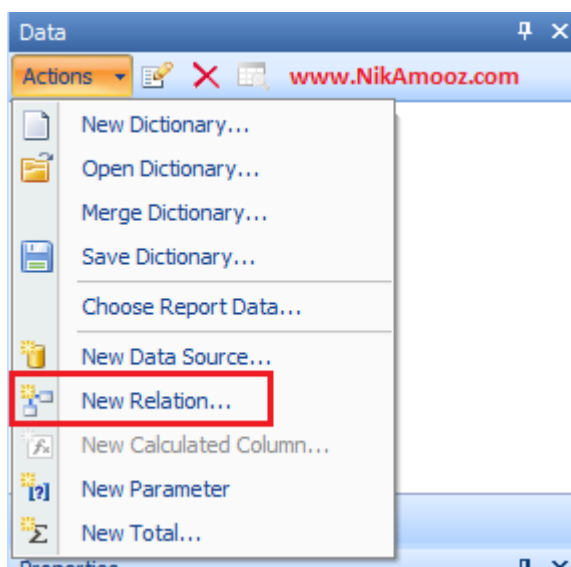 Data
Actions www.NikAmooz.com
New Dictionary...
Open Dictionary...
Merge Dictionary...
Save Dictionary...
Choose Report Data...
New Data Source...
New Relation...
New Calculated Column...
New Parameter
New Total...
Properties